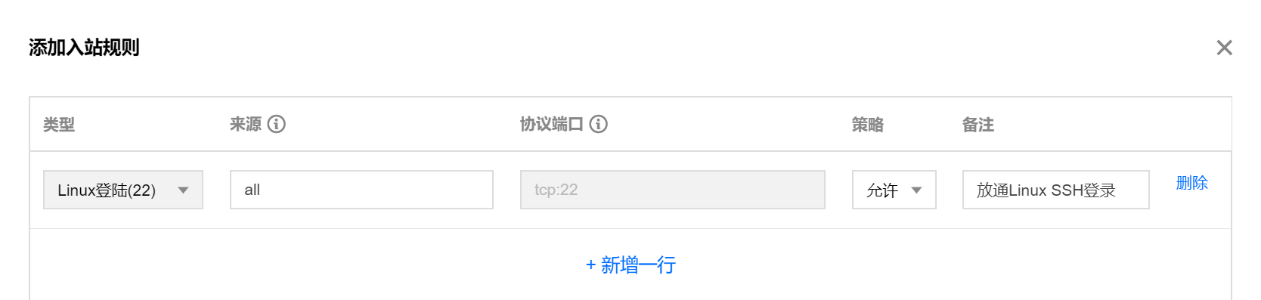 添加入站规则
类型 来源 协议端口 策略 备注
Linux登陆(22) all tcp:22 允许 放通Linux SSH登录 删除
+ 新增一行